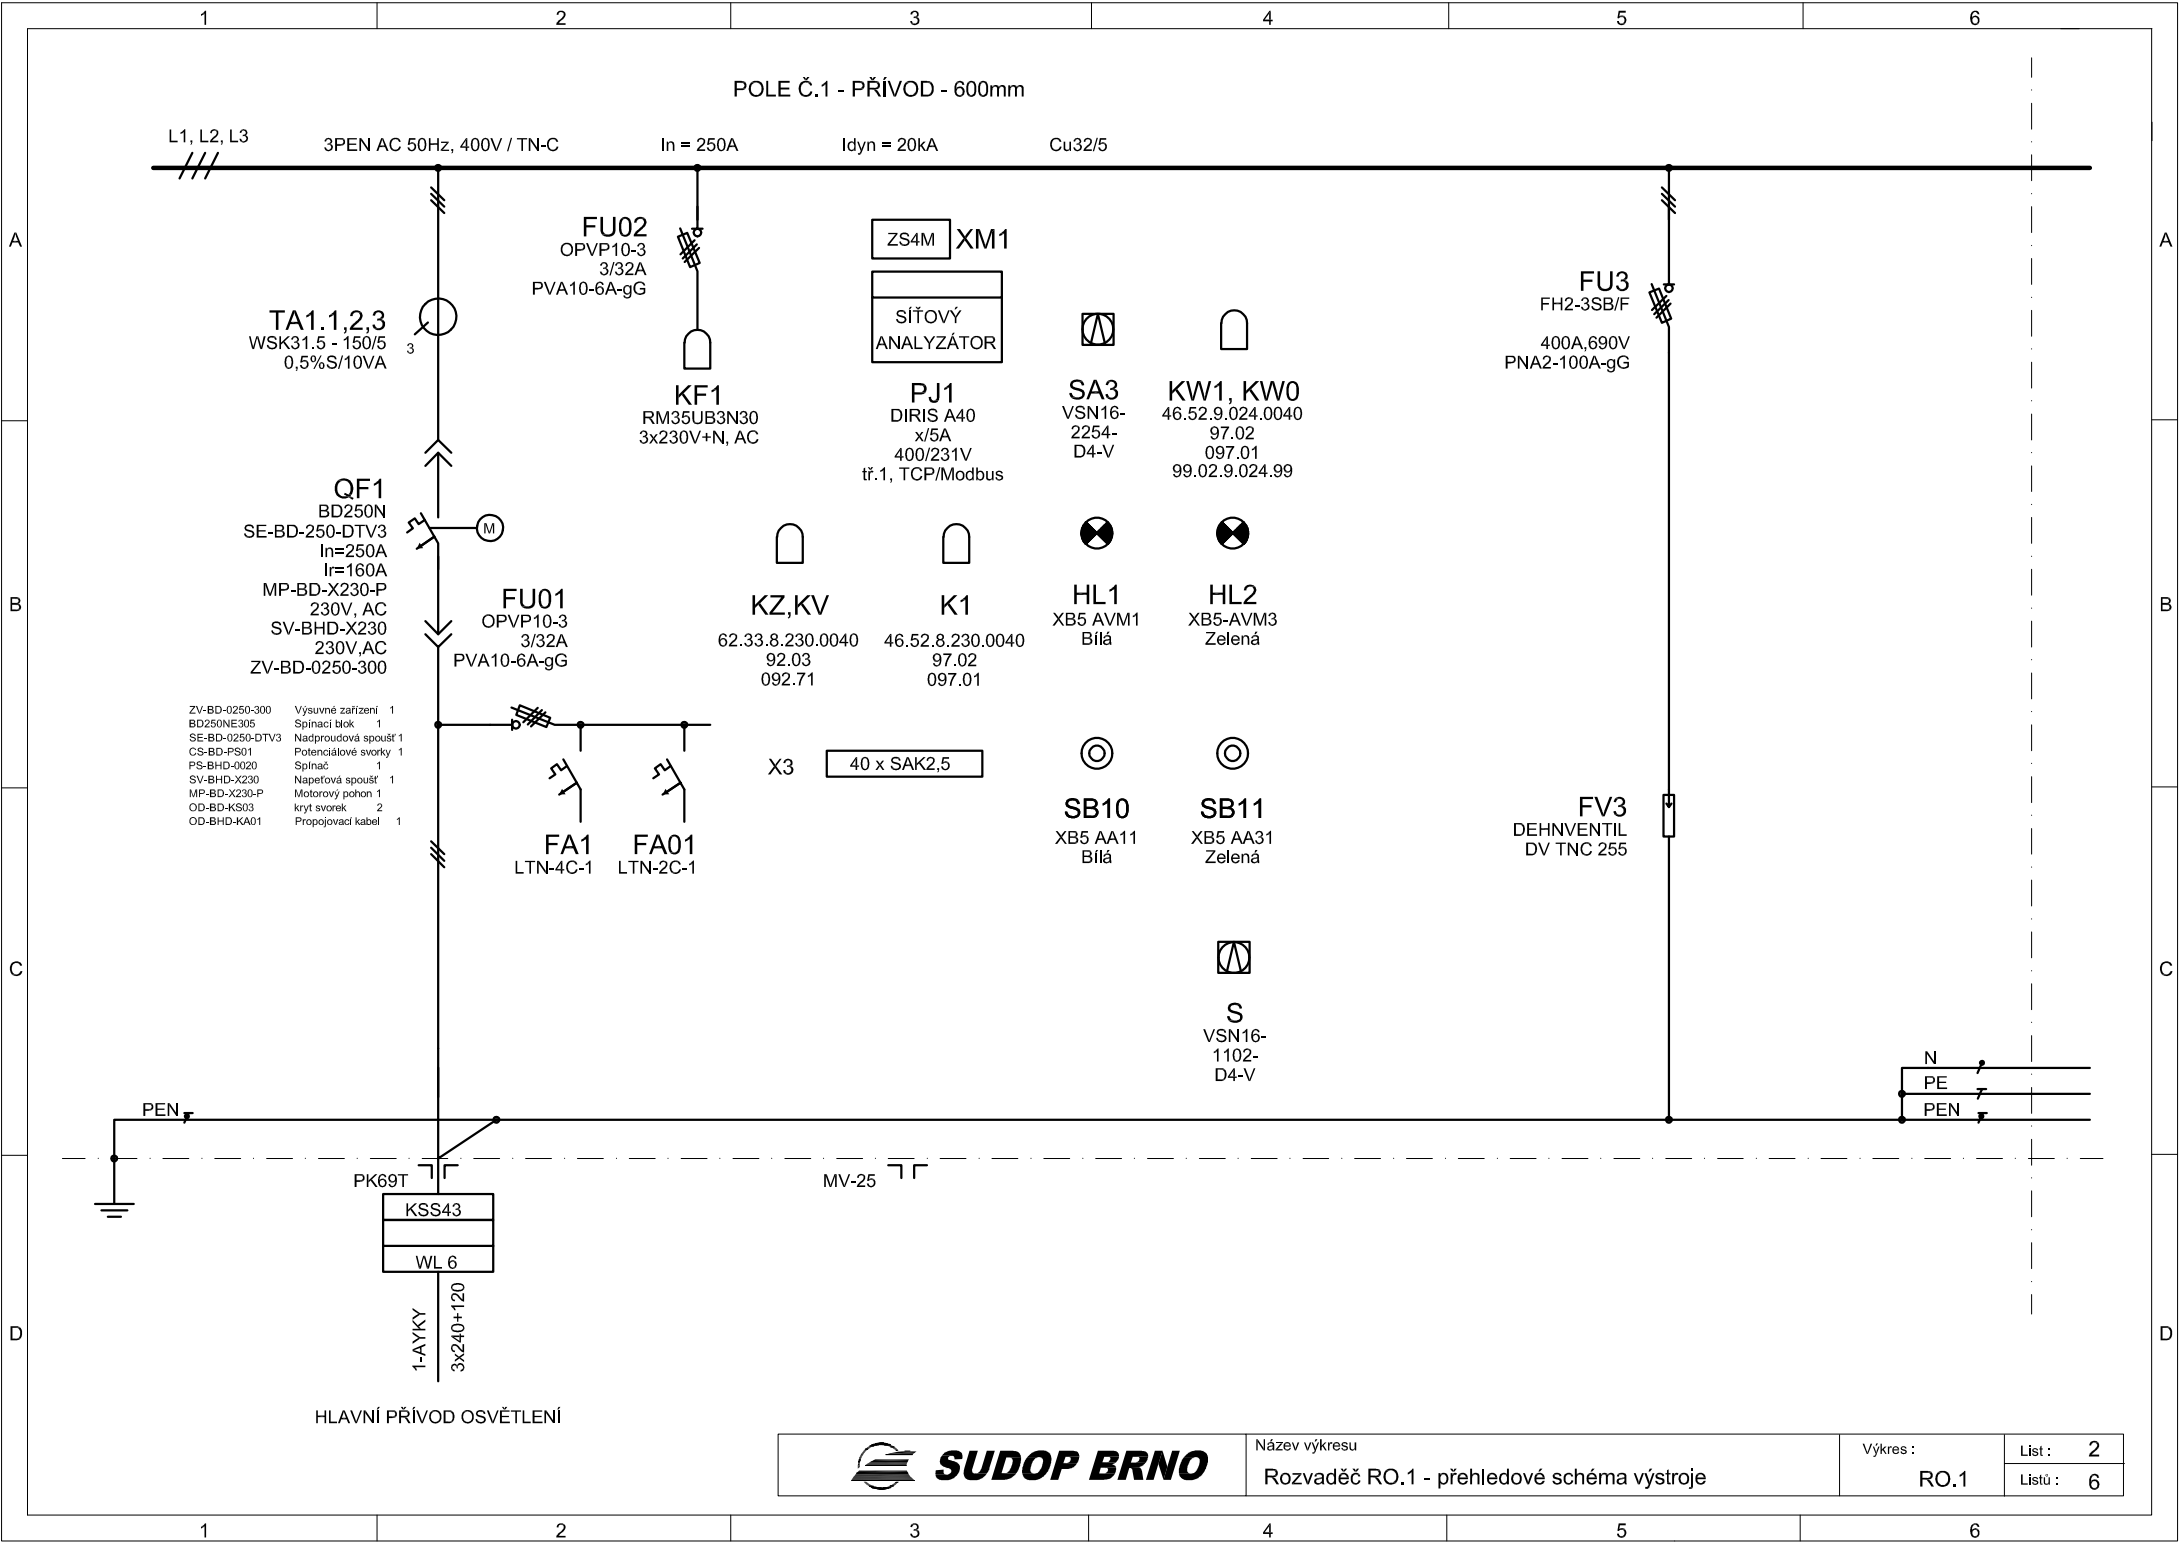 1 2 3 4 5 6
POLE Č.1 - PŘÍVOD - 600mm
L1, L2, L3
3PEN AC 50Hz, 400V / TN-C
In = 250A
Idyn = 20kA
Cu32/5
A
A
FU02
OPVP10-3
3/32A
PVA10-6A-gG
ZS4M
XM1
SÍŤOVÝ
ANALYZÁTOR
FU3
FH2-3SB/F
400A,690V
PNA2-100A-gG
TA1.1,2,3
WSK31.5 - 150/5
0,5%S/10VA
3
KF1
RM35UB3N30
3x230V+N, AC
PJ1
DIRIS A40
x/5A
400/231V
tř.1, TCP/Modbus
SA3
VSN16-
2254-
D4-V
KW1, KW0
46.52.9.024.0040
97.02
097.01
99.02.9.024.99
QF1
BD250N
SE-BD-250-DTV3
In=250A
Ir=160A
MP-BD-X230-P
230V, AC
SV-BHD-X230
230V,AC
ZV-BD-0250-300
M
B
B
FU01
OPVP10-3
3/32A
PVA10-6A-gG
KZ,KV
62.33.8.230.0040
92.03
092.71
K1
46.52.8.230.0040
97.02
097.01
HL1
XB5 AVM1
Bílá
HL2
XB5-AVM3
Zelená
ZV-BD-0250-300 Výsuvné zařízení 1
BD250NE305 Spínací blok 1
SE-BD-0250-DTV3 Nadproudová spoušť 1
CS-BD-PS01 Potenciálové svorky 1
PS-BHD-0020 Spínač 1
SV-BHD-X230 Napeťová spoušť 1
MP-BD-X230-P Motorový pohon 1
OD-BD-KS03 kryt svorek 2
OD-BHD-KA01 Propojovací kabel 1
X3
40 x SAK2,5
FA1
LTN-4C-1
FA01
LTN-2C-1
SB10
XB5 AA11
Bílá
SB11
XB5 AA31
Zelená
FV3
DEHNVENTIL
DV TNC 255
C
C
S
VSN16-
1102-
D4-V
N
PE
PEN
PEN
PK69T
MV-25
KSS43
WL 6
1-AYKY
3x240+120
D
D
HLAVNÍ PŘÍVOD OSVĚTLENÍ
SUDOP BRNO
Název výkresu
Rozvaděč RO.1 - přehledové schéma výstroje
Výkres :
RO.1
List : 2
Listů : 6
1 2 3 4 5 6